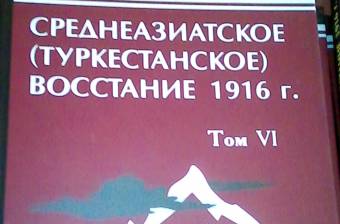 СРЕДНЕАЗИАТСКОЕ
(ТУРКЕСТАНСКОЕ)
ВОССТАНИЕ 1916 г.
Том VI